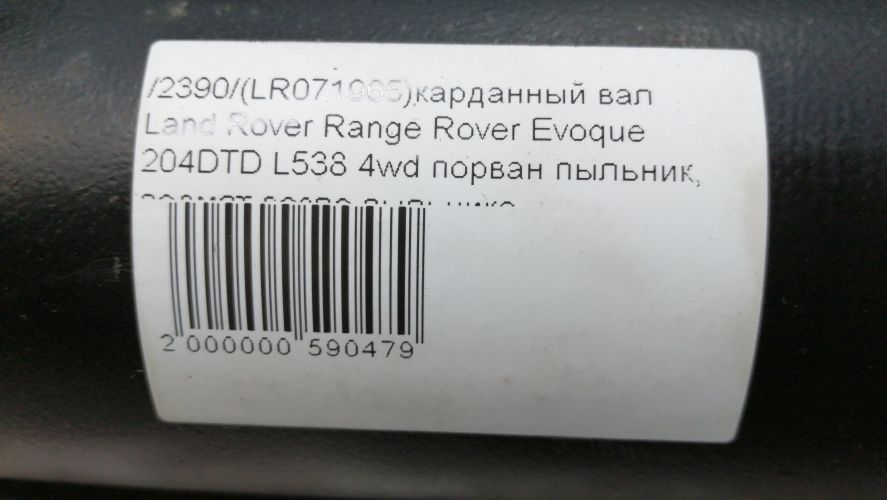 /2390/(LR071965)карданный вал
Land Rover Range Rover Evoque
204DTD L538 4wd порван пыльник,
2 000000 590479